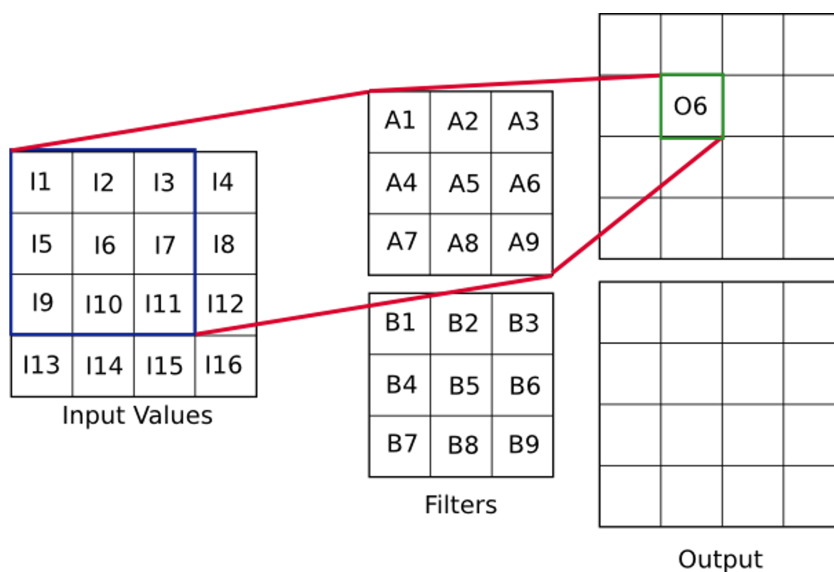 I1 I2 I3 I4
I5 I6 I7 I8
I9 I10 I11 I12
I13 I14 I15 I16
Input Values
A1 A2 A3
A4 A5 A6
A7 A8 A9
B1 B2 B3
B4 B5 B6
B7 B8 B9
Filters
O6
Output